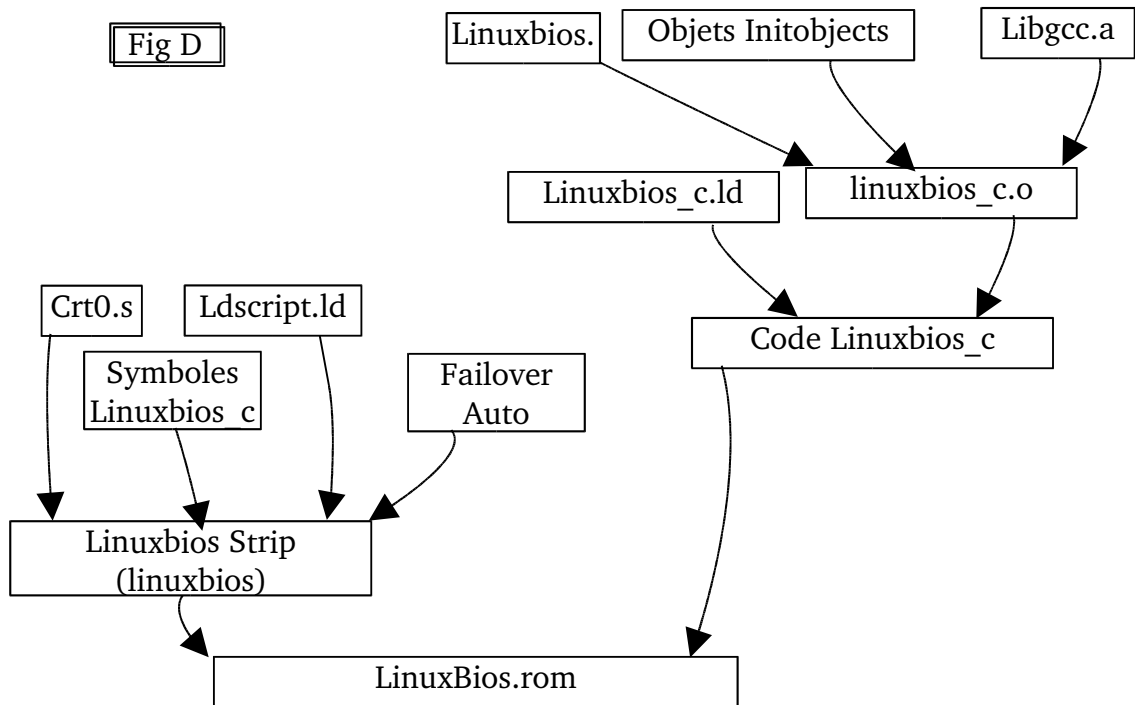 Fig D
Linuxbios.
Objets Initobjects
Libgcc.a
Linuxbios_c.ld
linuxbios_c.o
Crt0.s
Ldscript.ld
Code Linuxbios_c
Symboles
Linuxbios_c
Failover
Auto
Linuxbios Strip
(linuxbios)
LinuxBios.rom